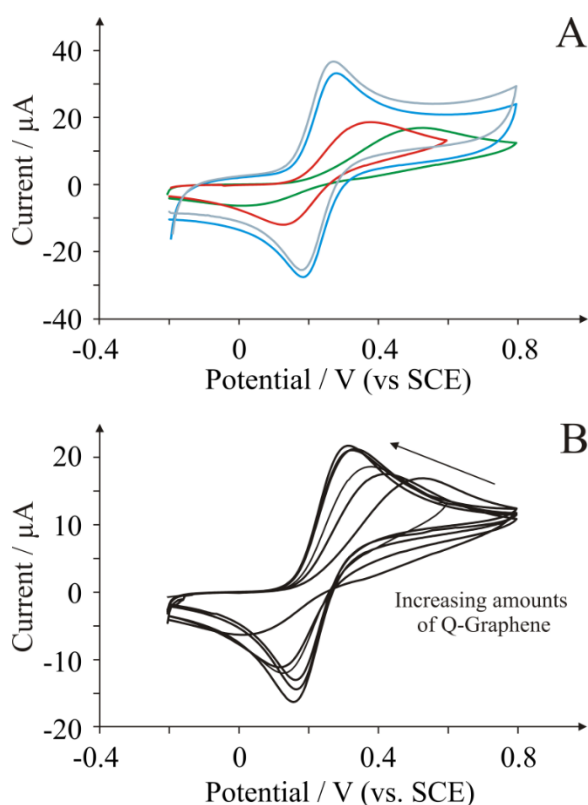 A
40
20
0
-20
-40
Current / µA
-0.4
0
0.4
0.8
Potential / V (vs SCE)
B
20
10
0
-10
-20
Current / µA
Increasing amounts
of Q-Graphene
-0.4
0
0.4
0.8
Potential / V (vs. SCE)